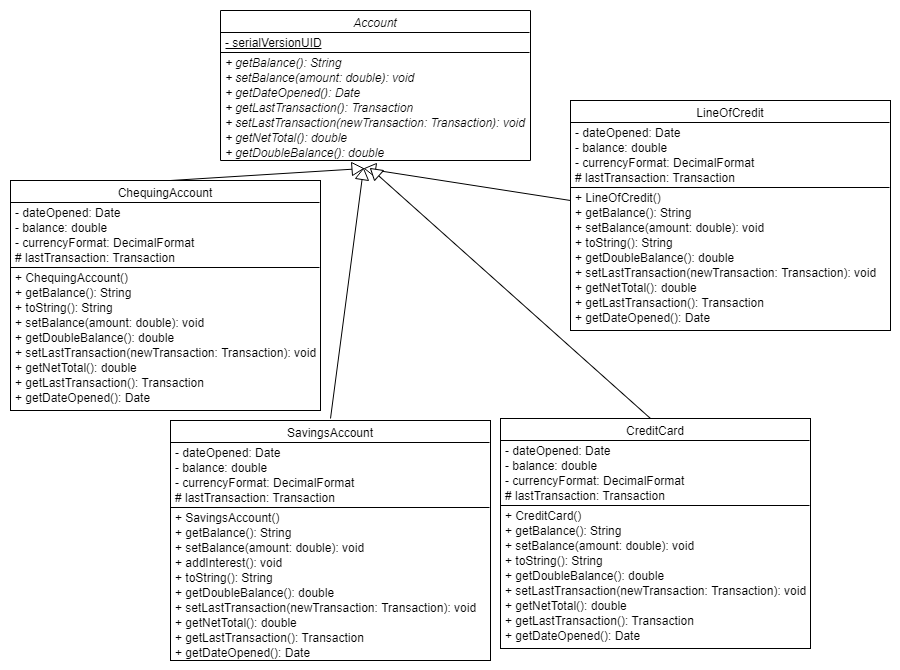 Account
- serialVersionUID
+ getBalance(): String
+ setBalance(amount: double): void
+ getDateOpened(): Date
+ getLastTransaction(): Transaction
+ setLastTransaction(newTransaction: Transaction): void
+ getNetTotal(): double
+ getDoubleBalance(): double
LineOfCredit
- dateOpened: Date
- balance: double
- currencyFormat: DecimalFormat
# lastTransaction: Transaction
+ LineOfCredit()
+ getBalance(): String
+ setBalance(amount: double): void
+ toString(): String
+ getDoubleBalance(): double
+ setLastTransaction(newTransaction: Transaction): void
+ getNetTotal(): double
+ getLastTransaction(): Transaction
+ getDateOpened(): Date
ChequingAccount
- dateOpened: Date
- balance: double
- currencyFormat: DecimalFormat
# lastTransaction: Transaction
+ ChequingAccount()
+ getBalance(): String
+ toString(): String
+ setBalance(amount: double): void
+ getDoubleBalance(): double
+ setLastTransaction(newTransaction: Transaction): void
+ getNetTotal(): double
+ getLastTransaction(): Transaction
+ getDateOpened(): Date
SavingsAccount
- dateOpened: Date
- balance: double
- currencyFormat: DecimalFormat
# lastTransaction: Transaction
+ SavingsAccount()
+ getBalance(): String
+ setBalance(amount: double): void
+ addInterest(): void
+ toString(): String
+ getDoubleBalance(): double
+ setLastTransaction(newTransaction: Transaction): void
+ getNetTotal(): double
+ getLastTransaction(): Transaction
+ getDateOpened(): Date
CreditCard
- dateOpened: Date
- balance: double
- currencyFormat: DecimalFormat
# lastTransaction: Transaction
+ CreditCard()
+ getBalance(): String
+ setBalance(amount: double): void
+ toString(): String
+ getDoubleBalance(): double
+ setLastTransaction(newTransaction: Transaction): void
+ getNetTotal(): double
+ getLastTransaction(): Transaction
+ getDateOpened(): Date